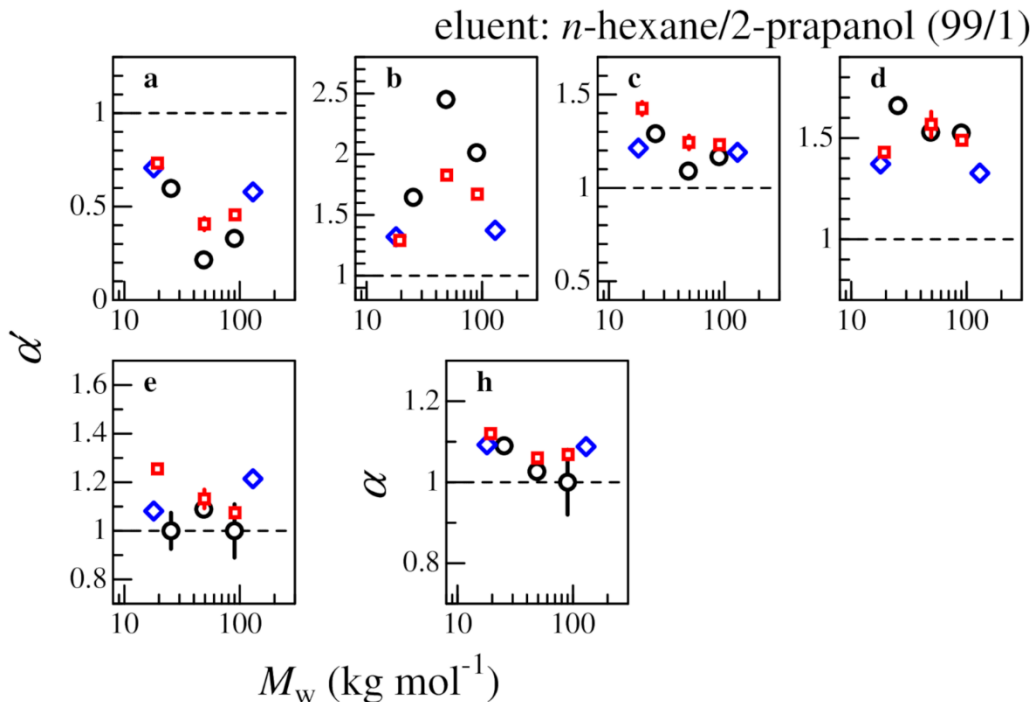 eluent: n-hexane/2-prapanol (99/1)
a b c d
1 0.5 0
2.5 2 1.5 1
1.5 1 0.5
1.5 1
10 100 10 100 10 100 10 100
α'
e h
1.6 1.4 1.2 1 0.8
α
1.2 1 0.8
10 100 10 100
Mw (kg mol-1)